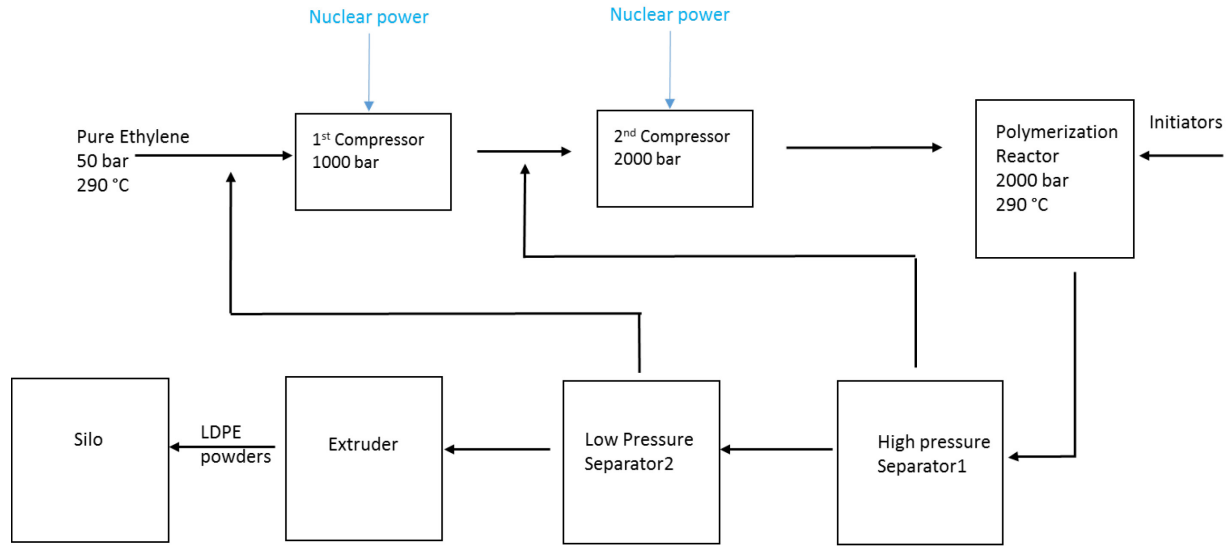 Nuclear power
Nuclear power
Pure Ethylene
50 bar
290 °C
1st Compressor
1000 bar
2nd Compressor
2000 bar
Polymerization
Reactor
2000 bar
290 °C
Initiators
Silo
LDPE
powders
Extruder
Low Pressure
Separator2
High pressure
Separator1